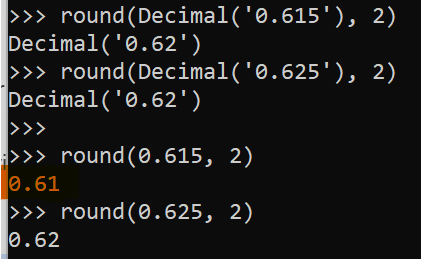 >>> round(Decimal('0.615'), 2)
Decimal('0.62')
>>> round(Decimal('0.625'), 2)
Decimal('0.62')
>>>
>>> round(0.615, 2)
0.61
>>> round(0.625, 2)
0.62